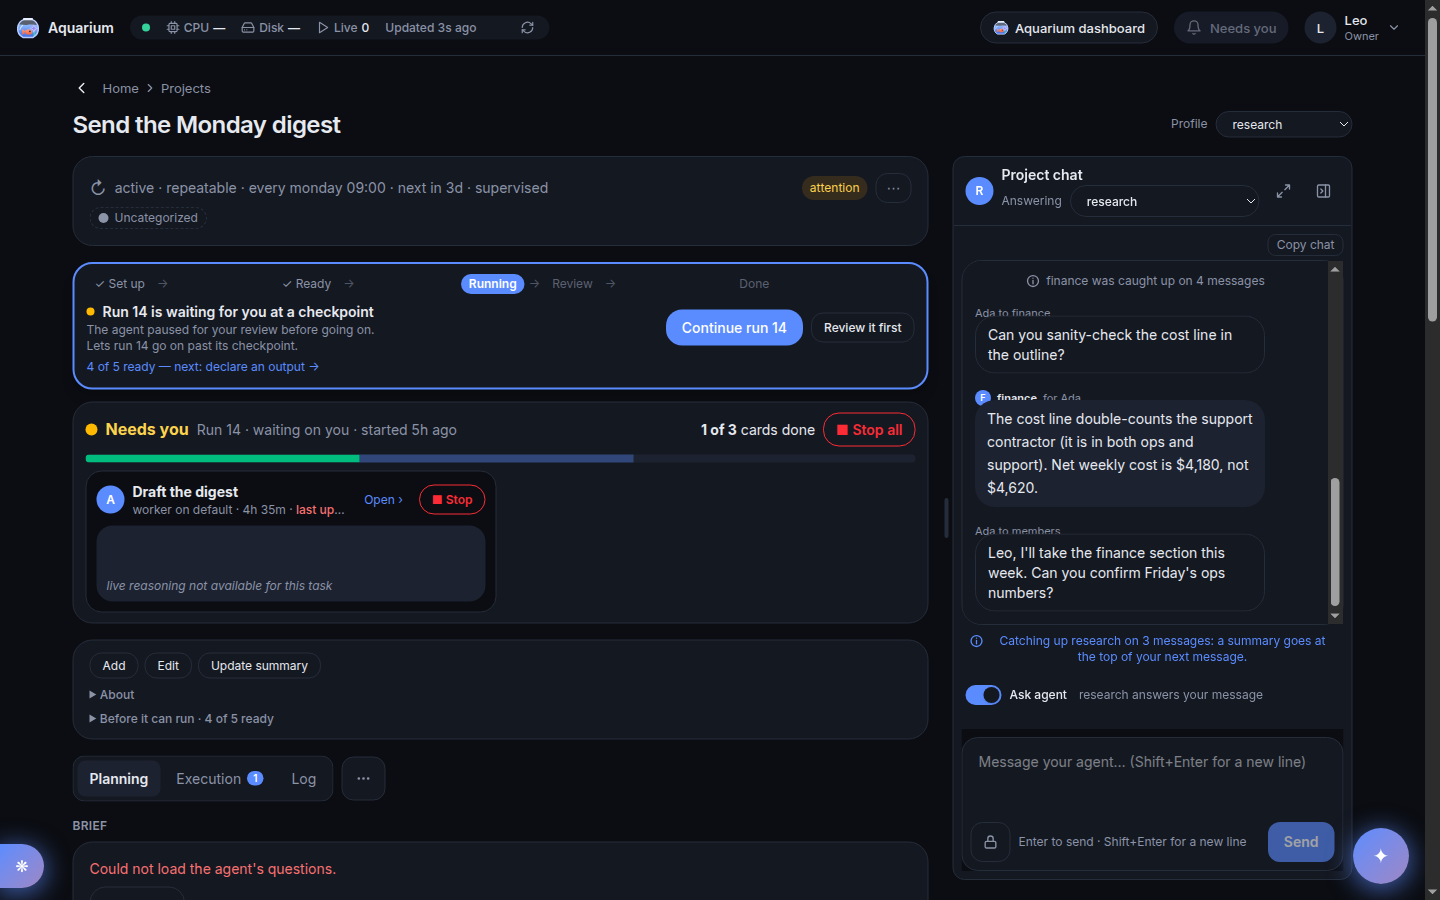 Aquarium
CPU — Disk — Live 0 Updated 3s ago
Aquarium dashboard
Needs you
L
Leo
Owner
Home > Projects
Send the Monday digest
Profile research
active · repeatable · every monday 09:00 · next in 3d · supervised
attention
...
Uncategorized
✓ Set up → ✓ Ready → Running → Review → Done
Run 14 is waiting for you at a checkpoint
The agent paused for your review before going on.
Lets run 14 go on past its checkpoint.
4 of 5 ready — next: declare an output →
Continue run 14
Review it first
Needs you Run 14 · waiting on you · started 5h ago
1 of 3 cards done
Stop all
A
Draft the digest
worker on default · 4h 35m · last up...
Open ›
Stop
live reasoning not available for this task
Add
Edit
Update summary
About
Before it can run · 4 of 5 ready
Planning
Execution 1
Log
...
BRIEF
Could not load the agent's questions.
R
Project chat
Answering research
Copy chat
finance was caught up on 4 messages
Ada to finance
Can you sanity-check the cost line in
the outline?
F finance for Ada
The cost line double-counts the support
contractor (it is in both ops and
support). Net weekly cost is $4,180, not
$4,620.
Ada to members
Leo, I'll take the finance section this
week. Can you confirm Friday's ops
numbers?
Catching up research on 3 messages: a summary goes at
the top of your next message.
Ask agent research answers your message
Message your agent... (Shift+Enter for a new line)
Enter to send · Shift+Enter for a new line
Send